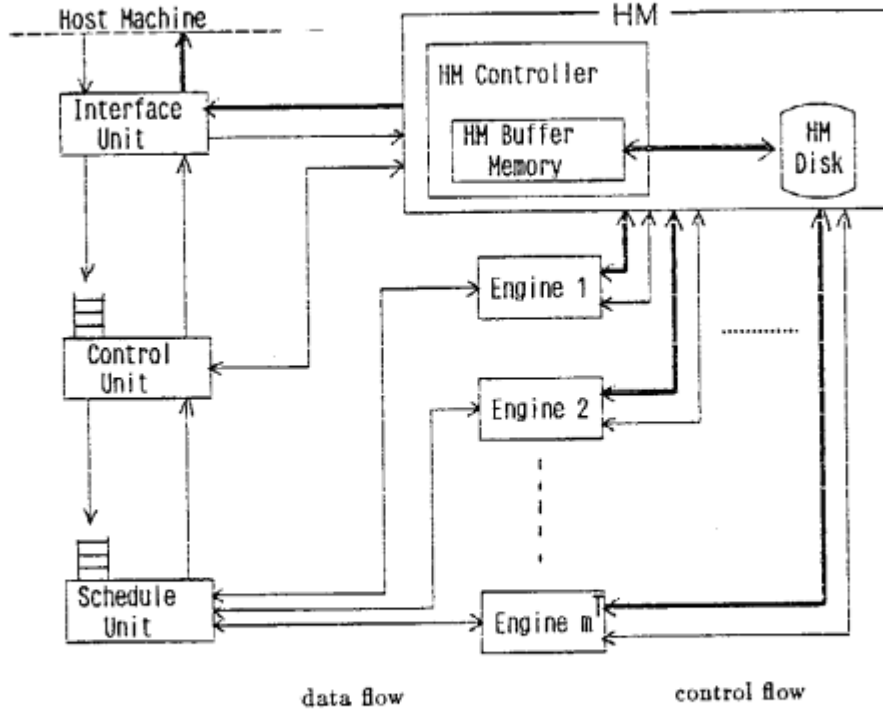 Host Machine
HM
HM Controller
Interface
Unit
HM Buffer
Memory
HM
Disk
Engine 1
Control
Unit
Engine 2
Schedule
Unit
Engine m
data flow
control flow